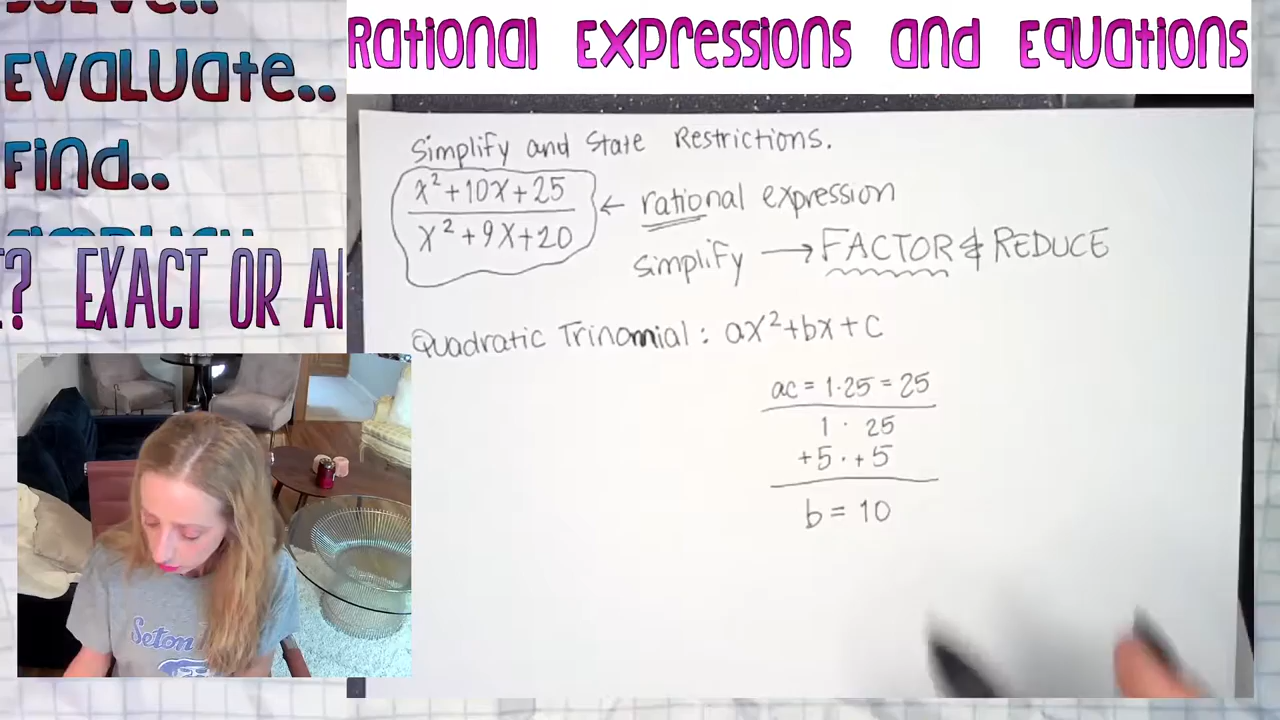 Solve..
Evaluate..
Find..
? EXACT OR A
Rational Expressions and Equations
Simplify and State Restrictions.
x²+10x+25
x²+9x+20
← rational expression
simplify → FACTOR & REDUCE
Quadratic Trinomial: ax²+bx+c
ac = 1·25 = 25
1 · 25
+5 · +5
b = 10
Seton